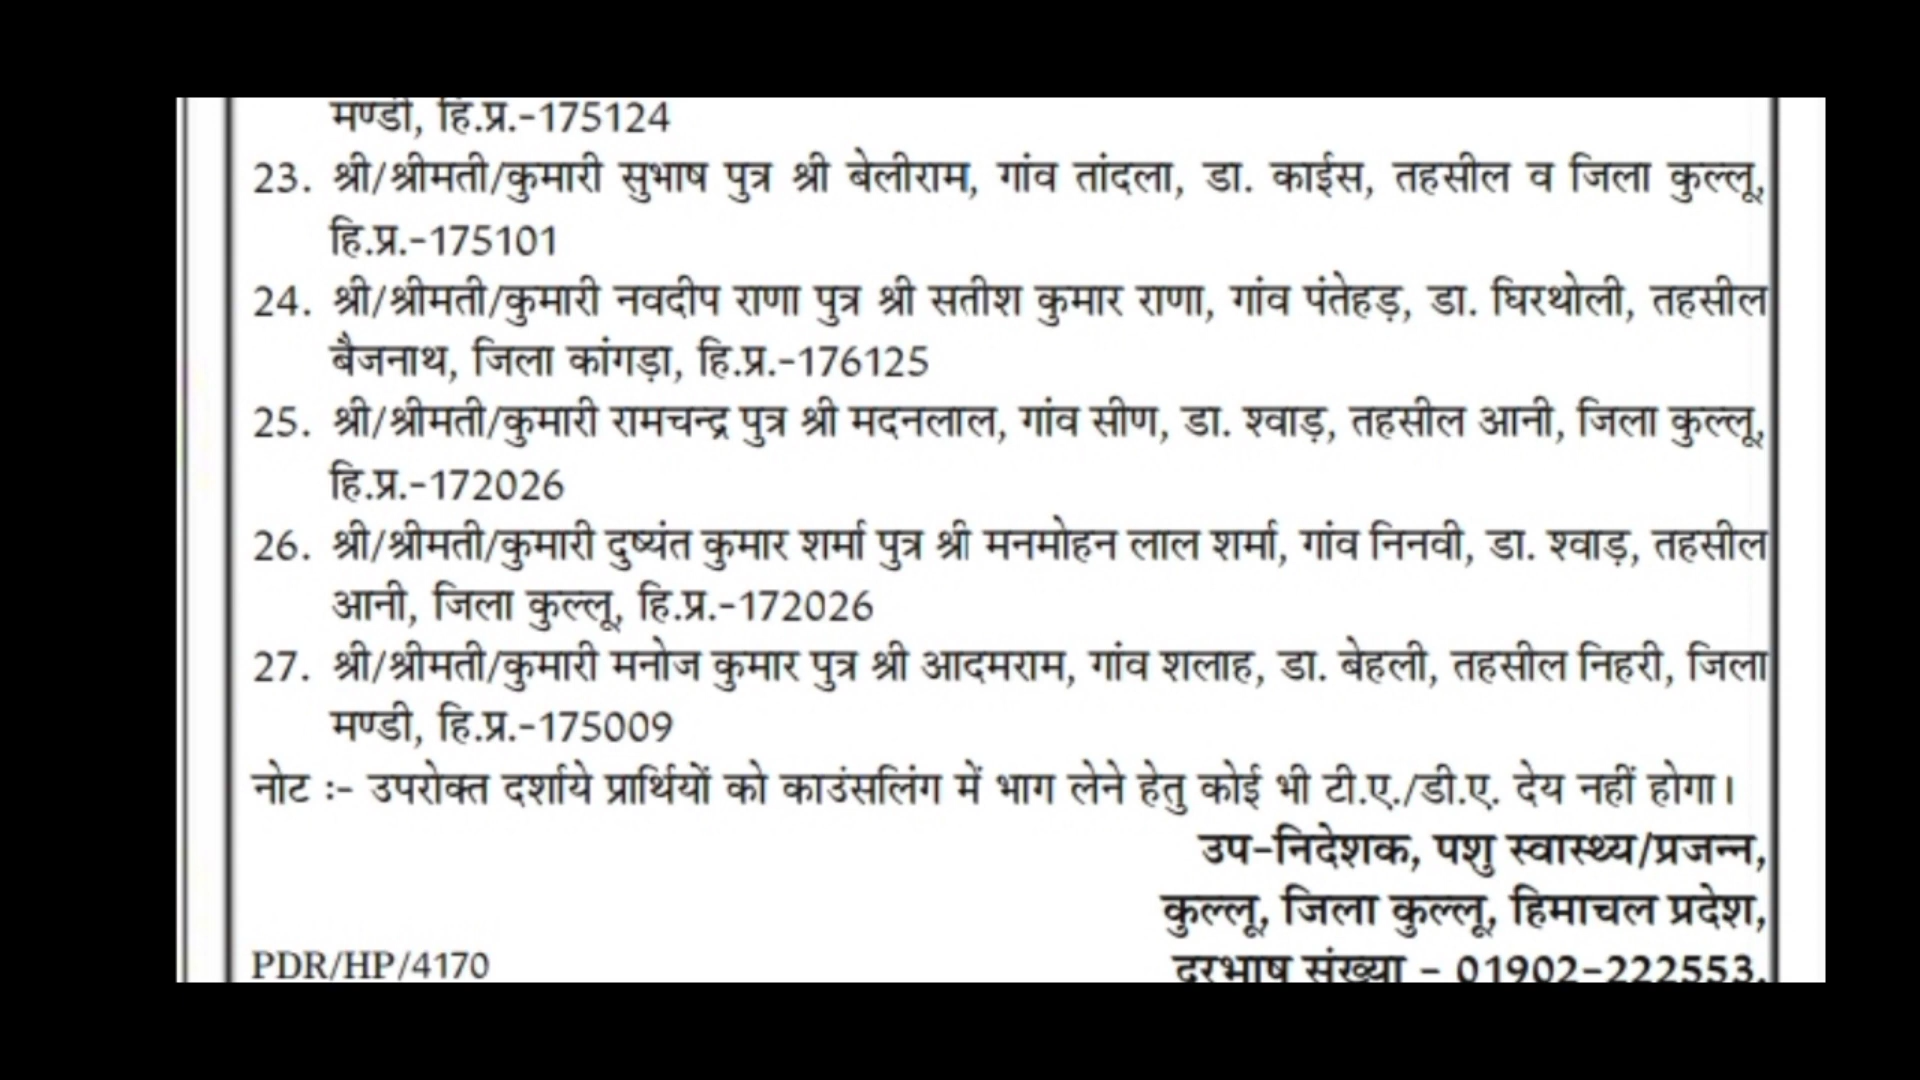 मण्डी, हि.प्र.-175124
23. श्री/श्रीमती/कुमारी सुभाष पुत्र श्री बेलीराम, गांव तांदला, डा. काईस, तहसील व जिला कुल्लू,
हि.प्र.-175101
24. श्री/श्रीमती/कुमारी नवदीप राणा पुत्र श्री सतीश कुमार राणा, गांव पंतेहड़, डा. घिरथोली, तहसील
बैजनाथ, जिला कांगड़ा, हि.प्र.-176125
25. श्री/श्रीमती/कुमारी रामचन्द्र पुत्र श्री मदनलाल, गांव सीण, डा. श्वाड़, तहसील आनी, जिला कुल्लू,
हि.प्र.-172026
26. श्री/श्रीमती/कुमारी दुष्यंत कुमार शर्मा पुत्र श्री मनमोहन लाल शर्मा, गांव निनवी, डा. श्वाड़, तहसील
आनी, जिला कुल्लू, हि.प्र.-172026
27. श्री/श्रीमती/कुमारी मनोज कुमार पुत्र श्री आदमराम, गांव शलाह, डा. बेहली, तहसील निहरी, जिला
मण्डी, हि.प्र.-175009
नोट :- उपरोक्त दर्शाये प्रार्थियों को काउंसलिंग में भाग लेने हेतु कोई भी टी.ए./डी.ए. देय नहीं होगा।
उप-निदेशक, पशु स्वास्थ्य/प्रजन्न,
कुल्लू, जिला कुल्लू, हिमाचल प्रदेश,
PDR/HP/4170 दूरभाष संख्या - 01902-222553.